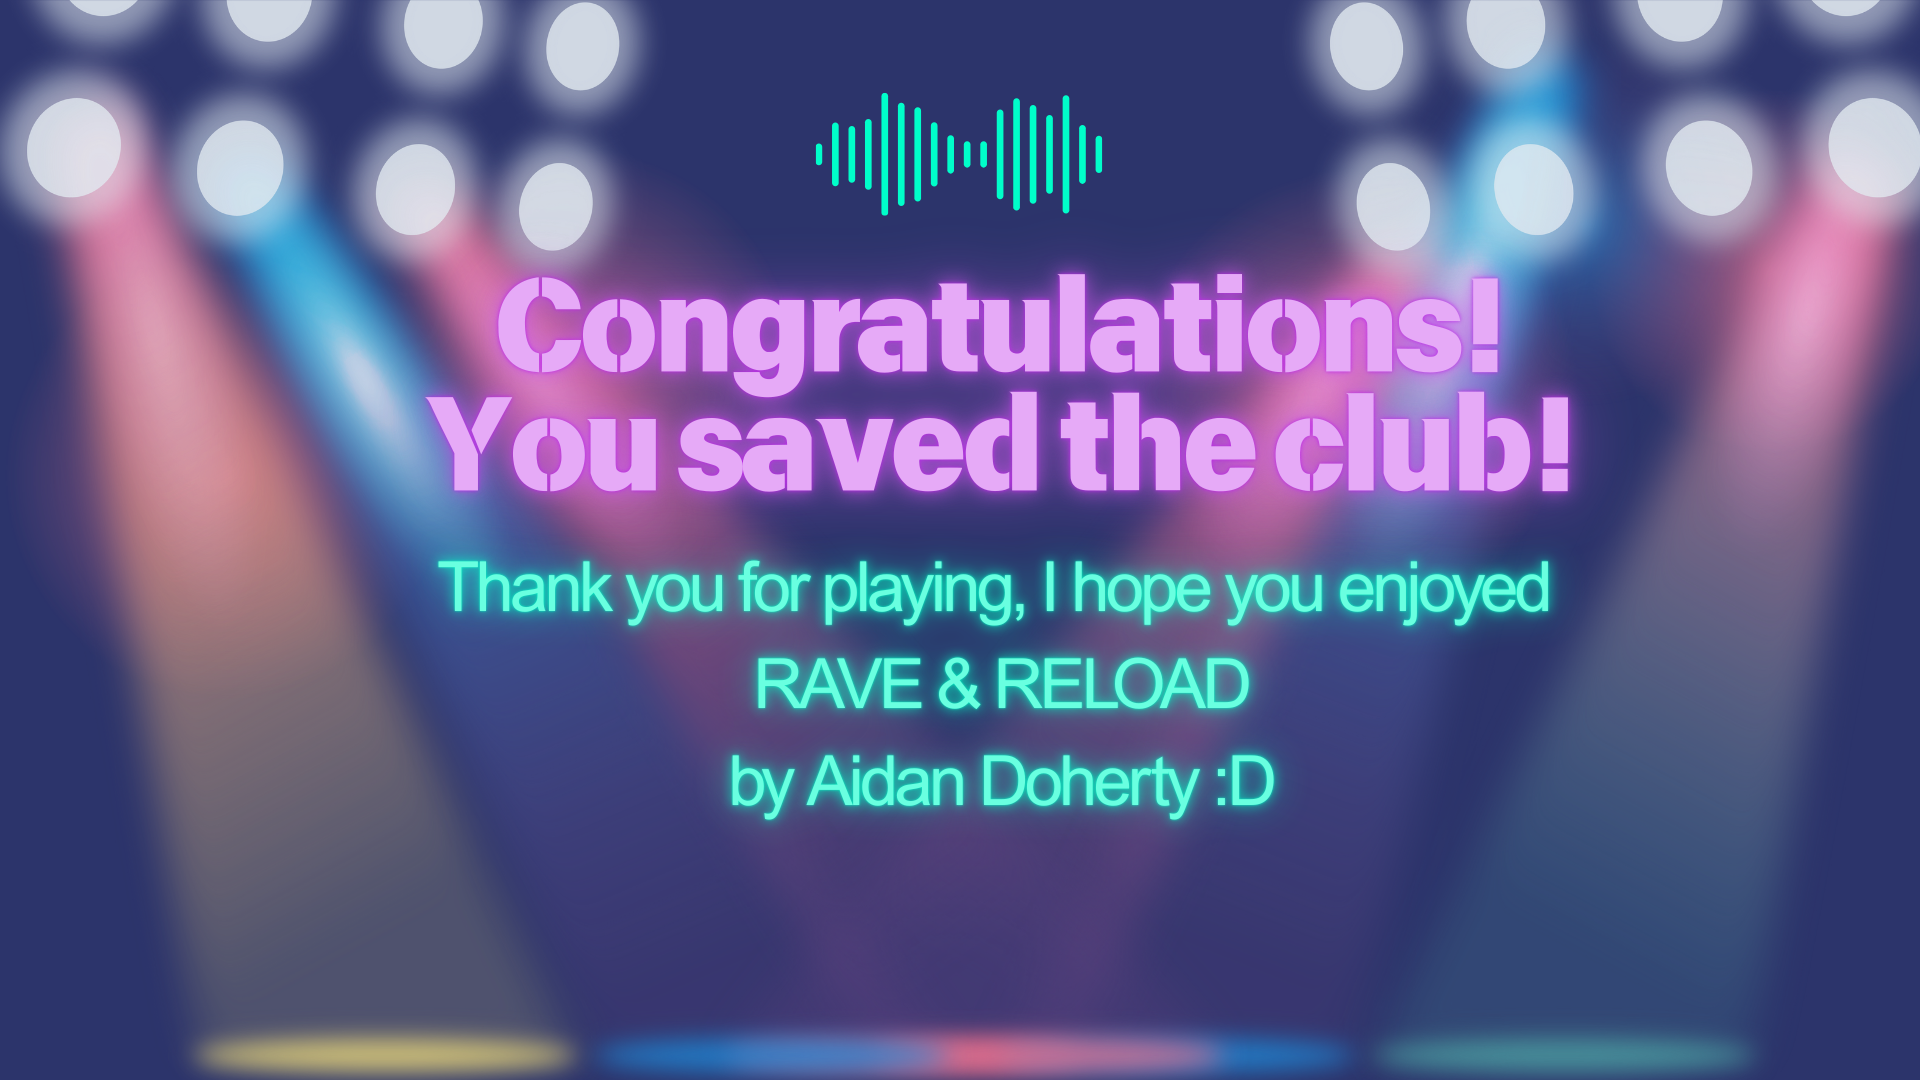 Congratulations!
You saved the club!
Thank you for playing, I hope you enjoyed
RAVE & RELOAD
by Aidan Doherty :D